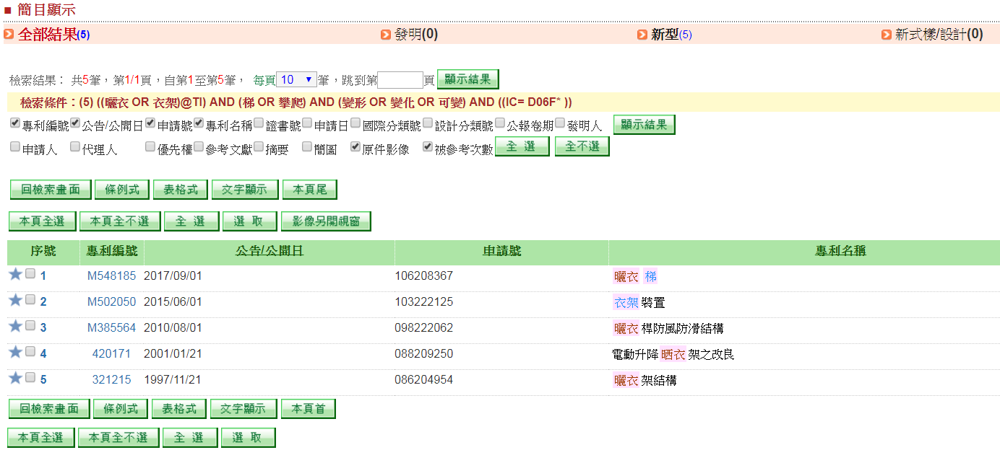 簡目顯示
全部結果(5) 發明(0) 新型(5) 新式樣/設計(0)
檢索結果： 共5筆，第1/1頁，自第1至第5筆， 每頁 10 筆，跳到第 頁 顯示結果
檢索條件：(5) ((曬衣 OR 衣架)@TI) AND (梯 OR 攀爬) AND (變形 OR 變化 OR 可變) AND ((IC= D06F* ))
專利編號 公告/公開日 申請號 專利名稱 證書號 申請日 國際分類號 設計分類號 公報卷期 發明人 顯示結果
申請人 代理人 優先權 參考文獻 摘要 簡圖 原件影像 被參考次數 全 選 全不選
回檢索畫面 條例式 表格式 文字顯示 本頁尾
本頁全選 本頁全不選 全 選 選 取 影像另開視窗
序號 專利編號 公告/公開日 申請號 專利名稱
1 M548185 2017/09/01 106208367 曬衣 梯
2 M502050 2015/06/01 103222125 衣架 裝置
3 M385564 2010/08/01 098222062 曬衣 桿防風防滑結構
4 420171 2001/01/21 088209250 電動升降 晒衣 架之改良
5 321215 1997/11/21 086204954 曬衣 架結構
回檢索畫面 條例式 表格式 文字顯示 本頁首
本頁全選 本頁全不選 全 選 選 取